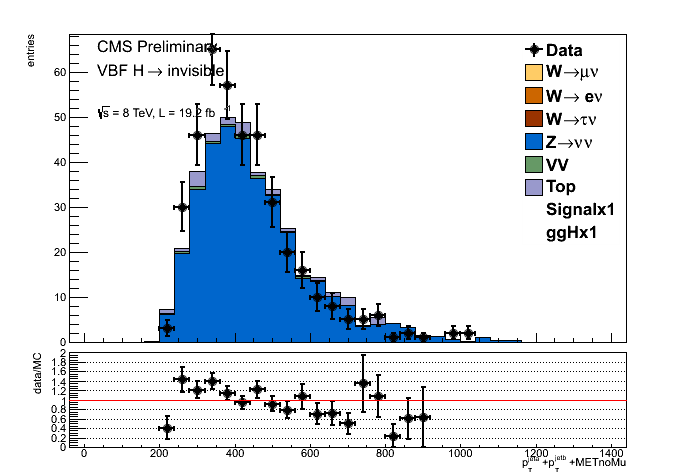 entries
CMS Preliminary
VBF H → invisible
√s = 8 TeV, L = 19.2 fb⁻¹
Data
W→μν
W→ eν
W→τν
Z→νν
VV
Top
Signalx1
ggHx1
60
50
40
30
20
10
0
data/MC
2
1.8
1.6
1.4
1.2
1
0.8
0.6
0.4
0.2
0
0 200 400 600 800 1000 1200 1400
p_T^jeta +p_T^jetb +METnoMu